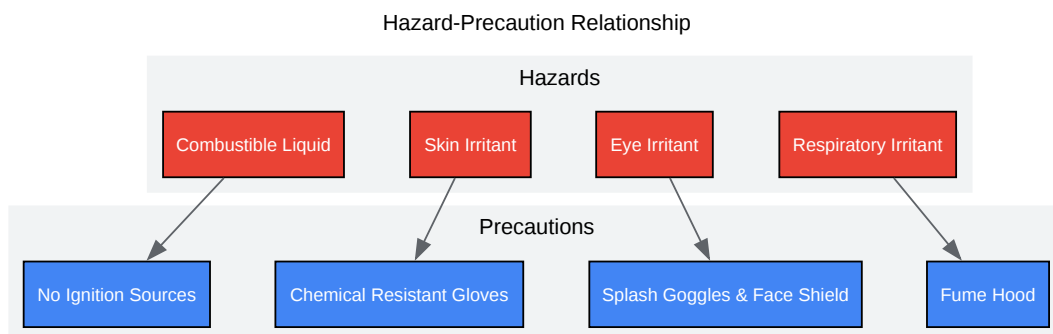 Hazard-Precaution Relationship
Hazards
Combustible Liquid
Skin Irritant
Eye Irritant
Respiratory Irritant
Precautions
No Ignition Sources
Chemical Resistant Gloves
Splash Goggles & Face Shield
Fume Hood